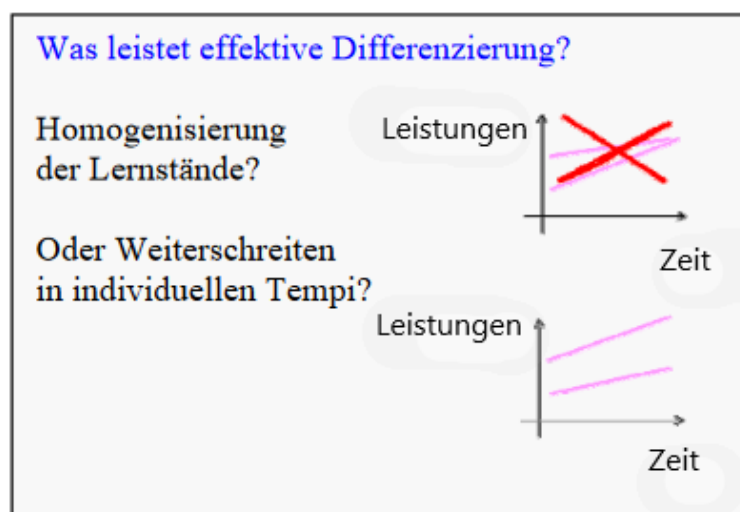 Was leistet effektive Differenzierung?
Homogenisierung
der Lernstände?
Leistungen
Zeit
Oder Weiterschreiten
in individuellen Tempi?
Leistungen
Zeit